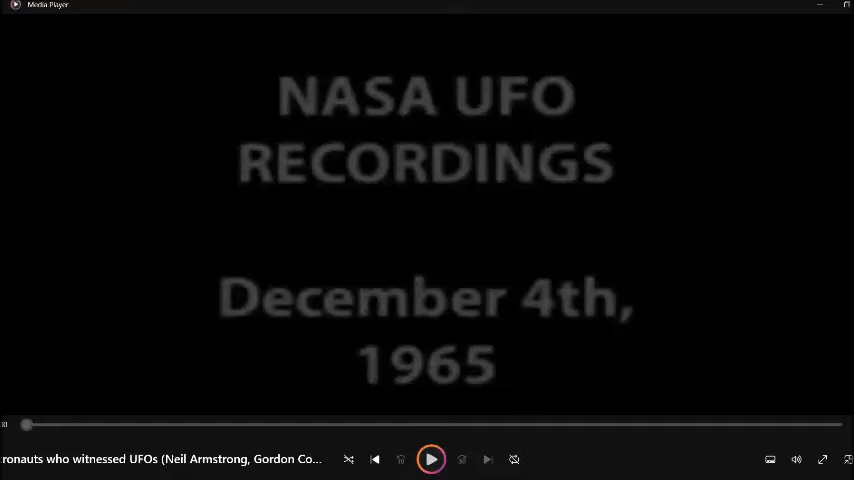 Media Player
NASA UFO
RECORDINGS
December 4th,
1965
ronauts who witnessed UFOs (Neil Armstrong, Gordon Co...